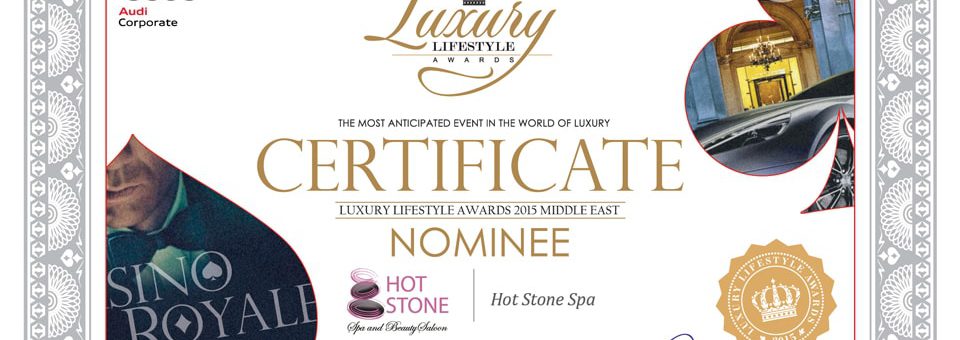 Audi
Corporate
Luxury
LIFESTYLE
AWARDS
THE MOST ANTICIPATED EVENT IN THE WORLD OF LUXURY
CERTIFICATE
LUXURY LIFESTYLE AWARDS 2015 MIDDLE EAST
NOMINEE
HOT
STONE
Spa and Beauty Saloon
Hot Stone Spa
SINO
ROYALE
LUXURY LIFESTYLE AWARDS
2015